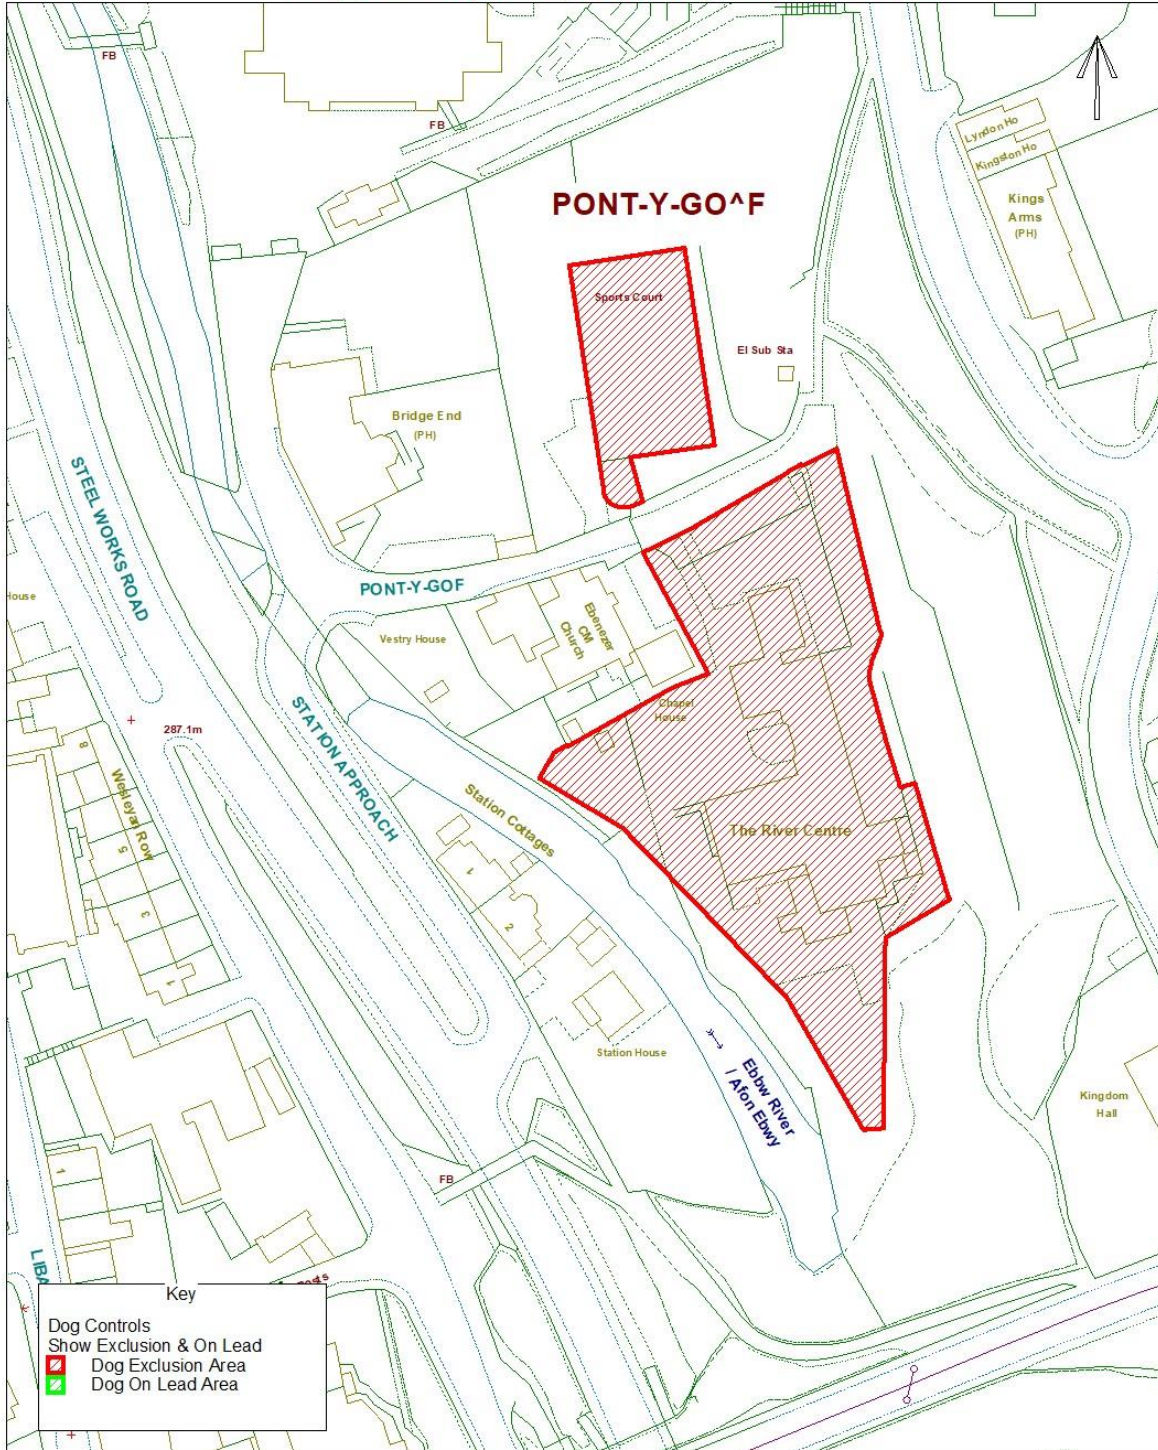 FB
FB
Lyndon Ho
Kingston Ho
Kings
Arms
(PH)
PONT-Y-GO^F
Sports Court
El Sub Sta
Bridge End
(PH)
STEEL WORKS ROAD
PONT-Y-GOF
House
Vestry House
Ebenezer
CM
Church
Chapel
House
287.1m
STATION APPROACH
8
Wesleyan Row
5
3
1
Station Cottages
1
2
The River Centre
Station House
Ebbw River
/ Afon Ebwy
Kingdom
Hall
FB
1
LIBA
Key
Dog Controls
Show Exclusion & On Lead
Dog Exclusion Area
Dog On Lead Area